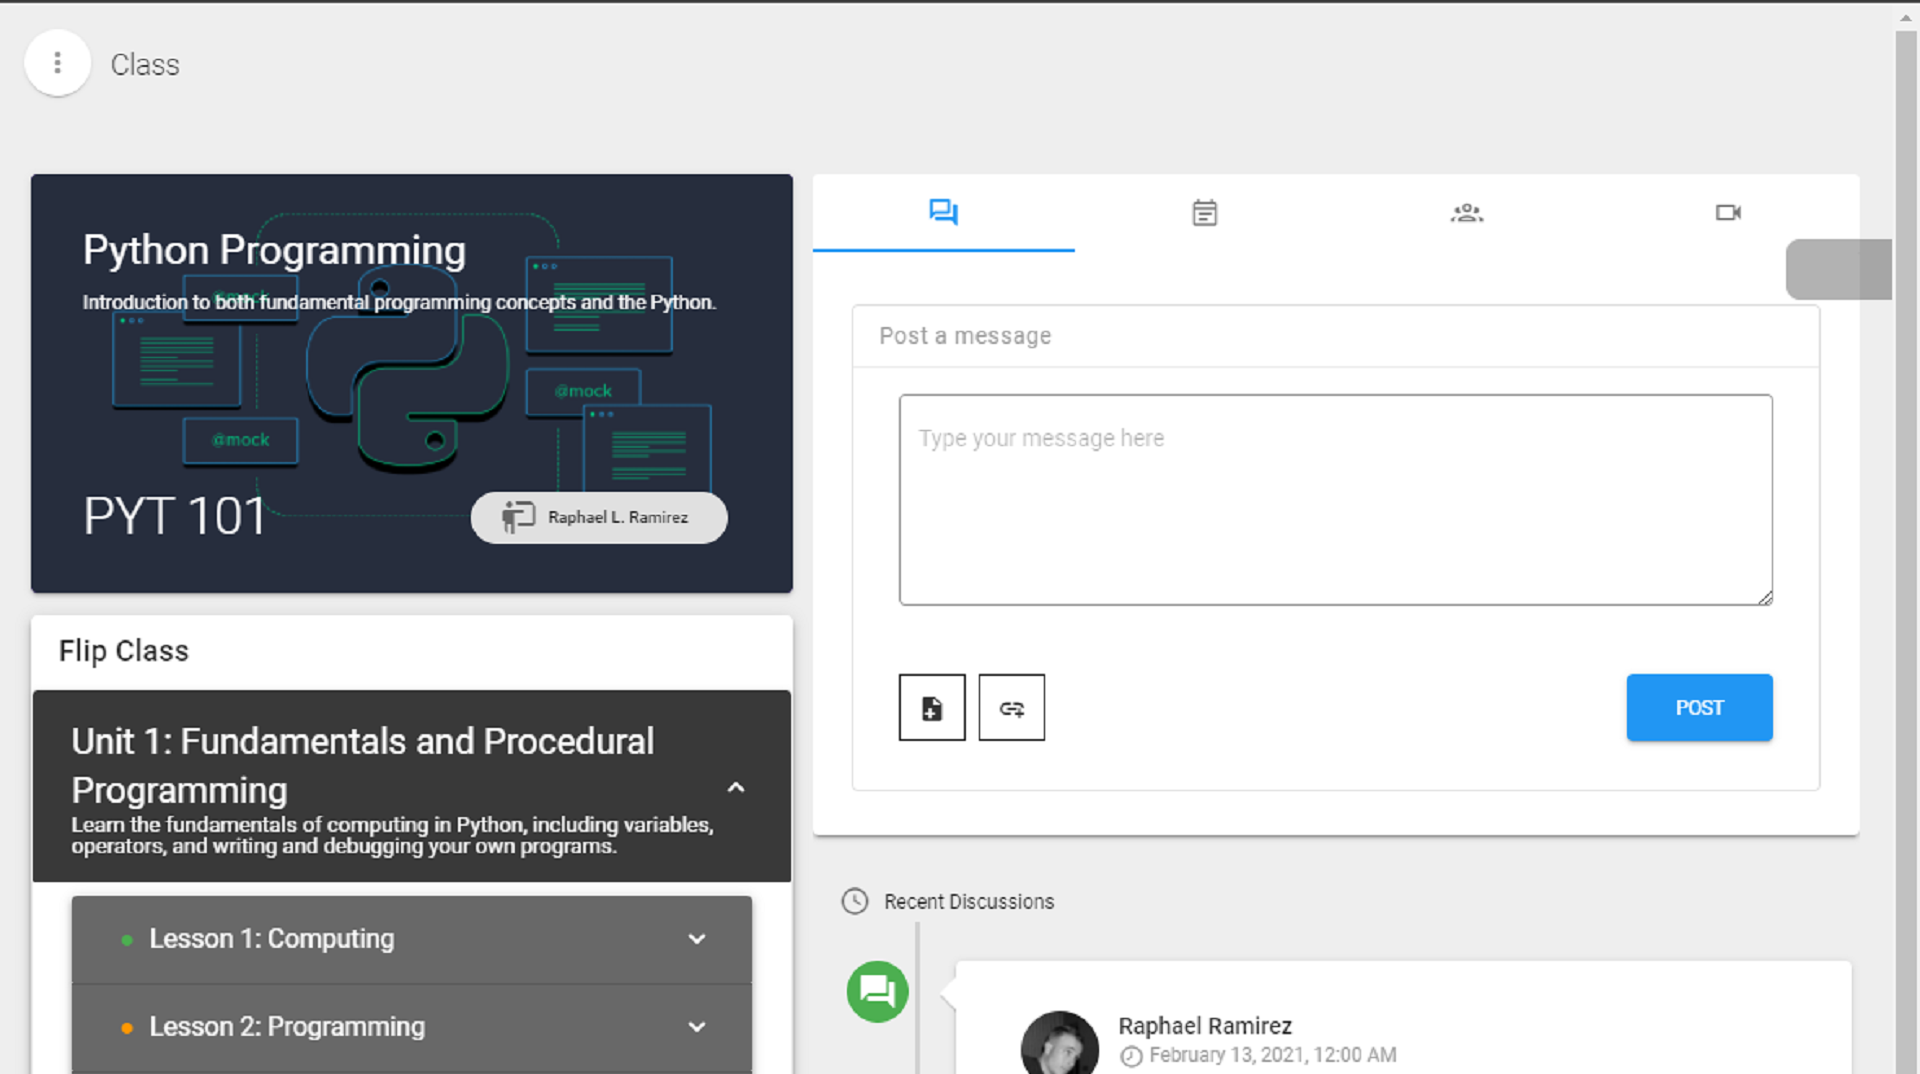 Class
Python Programming
Introduction to both fundamental programming concepts and the Python.
@mock
@mock
PYT 101
Raphael L. Ramirez
Flip Class
Unit 1: Fundamentals and Procedural
Programming
Learn the fundamentals of computing in Python, including variables,
operators, and writing and debugging your own programs.
Lesson 1: Computing
Lesson 2: Programming
Post a message
Type your message here
POST
Recent Discussions
Raphael Ramirez
February 13, 2021, 12:00 AM